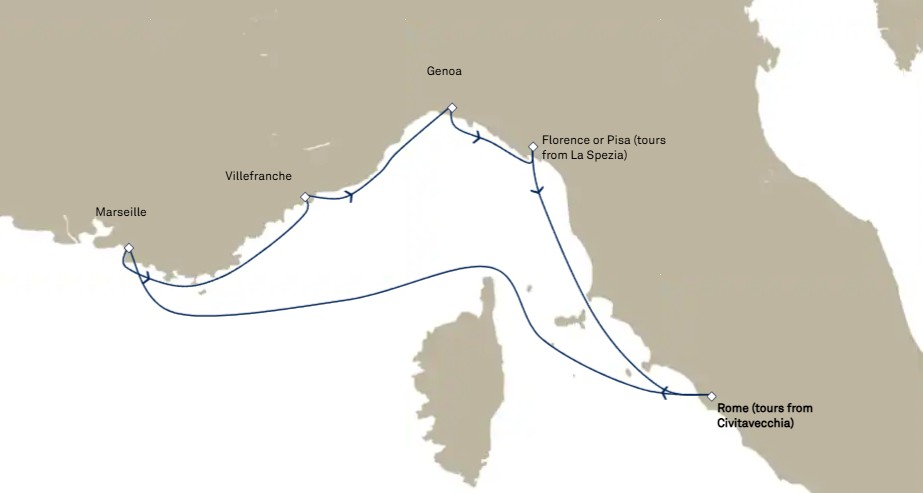 Genoa
Florence or Pisa (tours
from La Spezia)
Villefranche
Marseille
Rome (tours from
Civitavecchia)